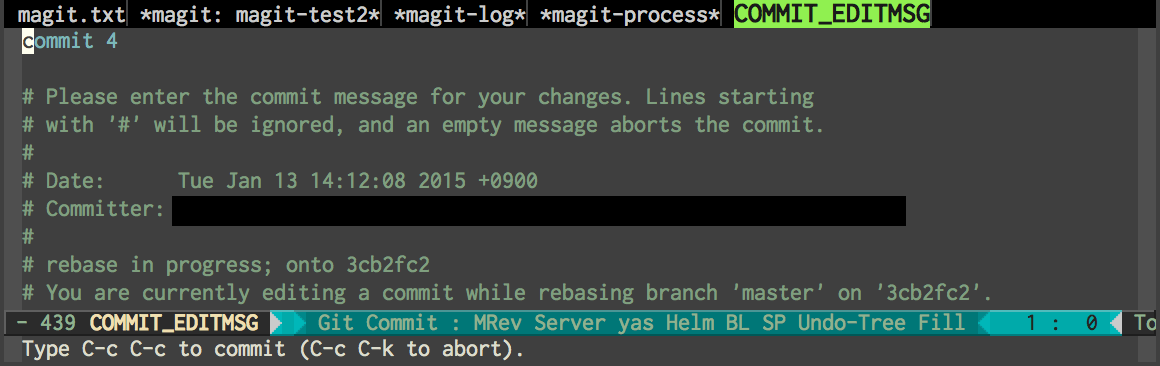 magit.txt *magit: magit-test2* *magit-log* *magit-process* COMMIT_EDITMSG
commit 4
# Please enter the commit message for your changes. Lines starting
# with '#' will be ignored, and an empty message aborts the commit.
#
# Date:      Tue Jan 13 14:12:08 2015 +0900
# Committer:
#
# rebase in progress; onto 3cb2fc2
# You are currently editing a commit while rebasing branch 'master' on '3cb2fc2'.
- 439 COMMIT_EDITMSG Git Commit : MRev Server yas Helm BL SP Undo-Tree Fill 1 : 0 To
Type C-c C-c to commit (C-c C-k to abort).